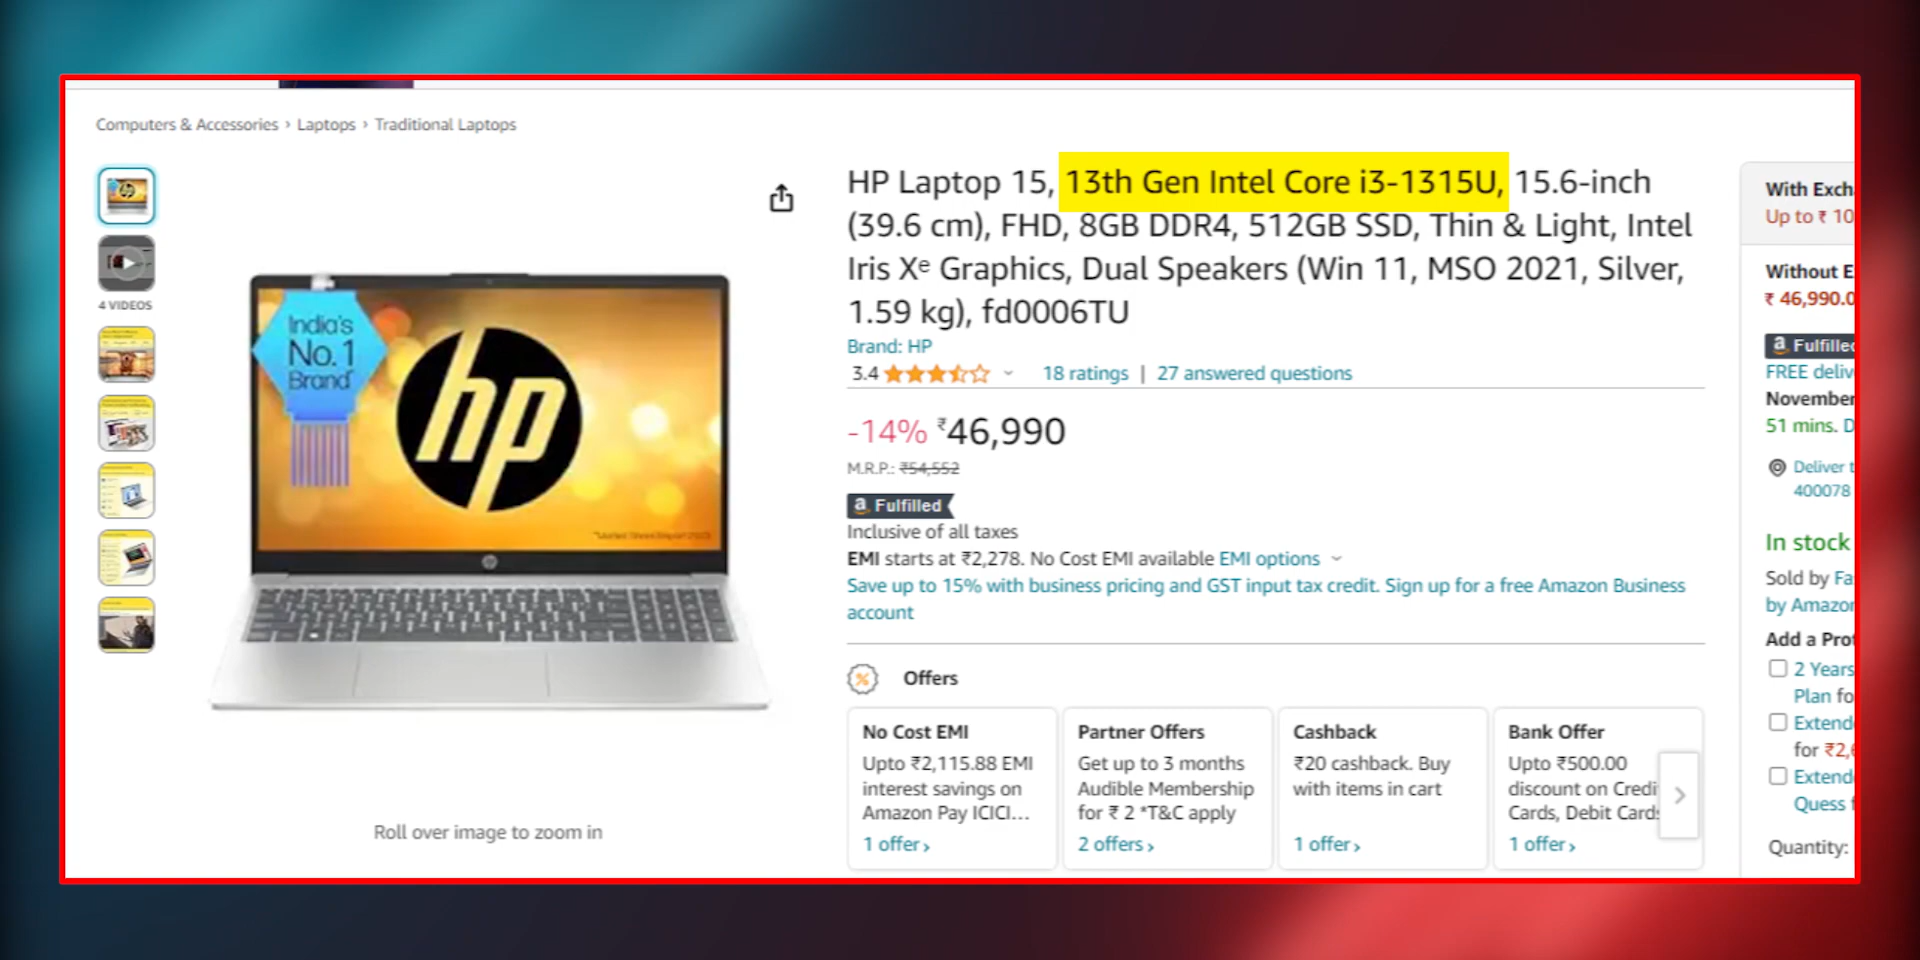 Computers & Accessories › Laptops › Traditional Laptops
4 VIDEOS
India's
No. 1
Brand
hp
Roll over image to zoom in
HP Laptop 15, 13th Gen Intel Core i3-1315U, 15.6-inch
(39.6 cm), FHD, 8GB DDR4, 512GB SSD, Thin & Light, Intel
Iris Xᵉ Graphics, Dual Speakers (Win 11, MSO 2021, Silver,
1.59 kg), fd0006TU
Brand: HP
3.4 18 ratings | 27 answered questions
-14% ₹46,990
M.R.P.: ₹54,552
a Fulfilled
Inclusive of all taxes
EMI starts at ₹2,278. No Cost EMI available EMI options
Save up to 15% with business pricing and GST input tax credit. Sign up for a free Amazon Business
account
Offers
No Cost EMI
Upto ₹2,115.88 EMI
interest savings on
Amazon Pay ICICI…
1 offer ›
Partner Offers
Get up to 3 months
Audible Membership
for ₹ 2 *T&C apply
2 offers ›
Cashback
₹20 cashback. Buy
with items in cart
1 offer ›
Bank Offer
Upto ₹500.00
discount on Credi
Cards, Debit Cards
1 offer ›
With Exch
Up to ₹ 10
Without E
₹ 46,990.0
a Fulfilled
FREE deliv
November
51 mins. D
Deliver t
400078
In stock
Sold by Fa
by Amazon
Add a Prot
2 Years
Plan fo
Extend
for ₹2,6
Extend
Quess f
Quantity: